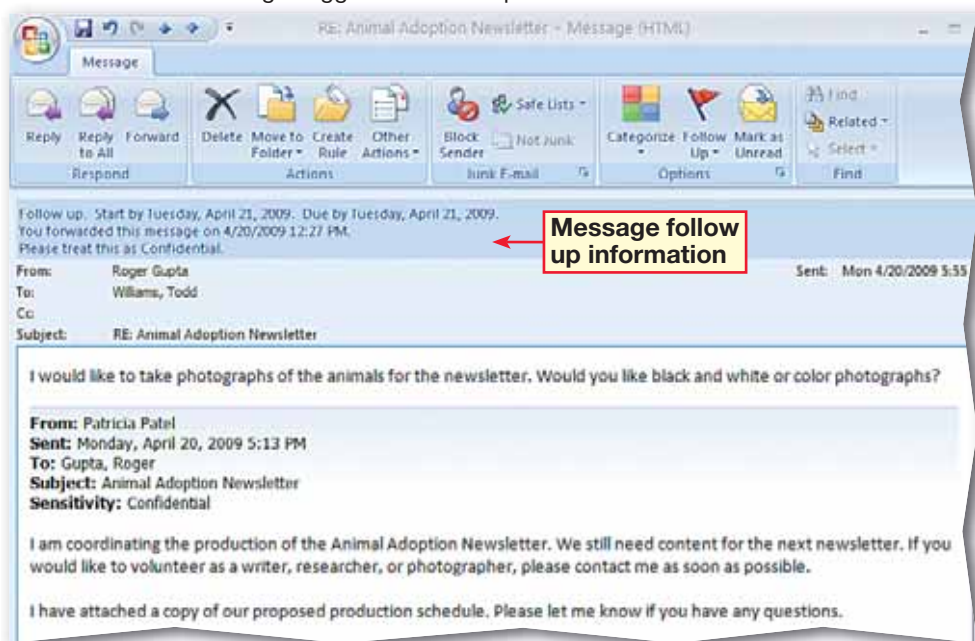 RE: Animal Adoption Newsletter - Message (HTML)
Message
Reply Reply to All Forward
Respond
Delete Move to Folder Create Rule Other Actions
Actions
Block Sender Safe Lists Not Junk
Junk E-mail
Categorize Follow Up Mark as Unread
Options
Find
Related
Select
Find
Follow up. Start by Tuesday, April 21, 2009. Due by Tuesday, April 21, 2009.
You forwarded this message on 4/20/2009 12:27 PM.
Please treat this as Confidential.
Message follow
up information
From: Roger Gupta Sent: Mon 4/20/2009 5:55
To: Williams, Todd
Cc:
Subject: RE: Animal Adoption Newsletter
I would like to take photographs of the animals for the newsletter. Would you like black and white or color photographs?
From: Patricia Patel
Sent: Monday, April 20, 2009 5:13 PM
To: Gupta, Roger
Subject: Animal Adoption Newsletter
Sensitivity: Confidential
I am coordinating the production of the Animal Adoption Newsletter. We still need content for the next newsletter. If you
would like to volunteer as a writer, researcher, or photographer, please contact me as soon as possible.
I have attached a copy of our proposed production schedule. Please let me know if you have any questions.